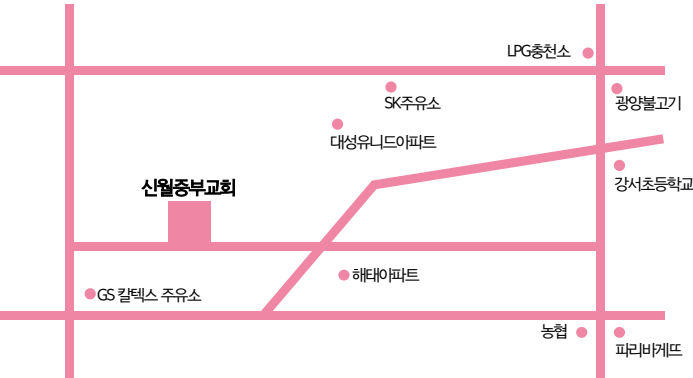 LPG충천소
SK주유소
광양불고기
대성유니드아파트
강서초등학교
신월중부교회
해태아파트
GS 칼텍스 주유소
농협
파리바게뜨